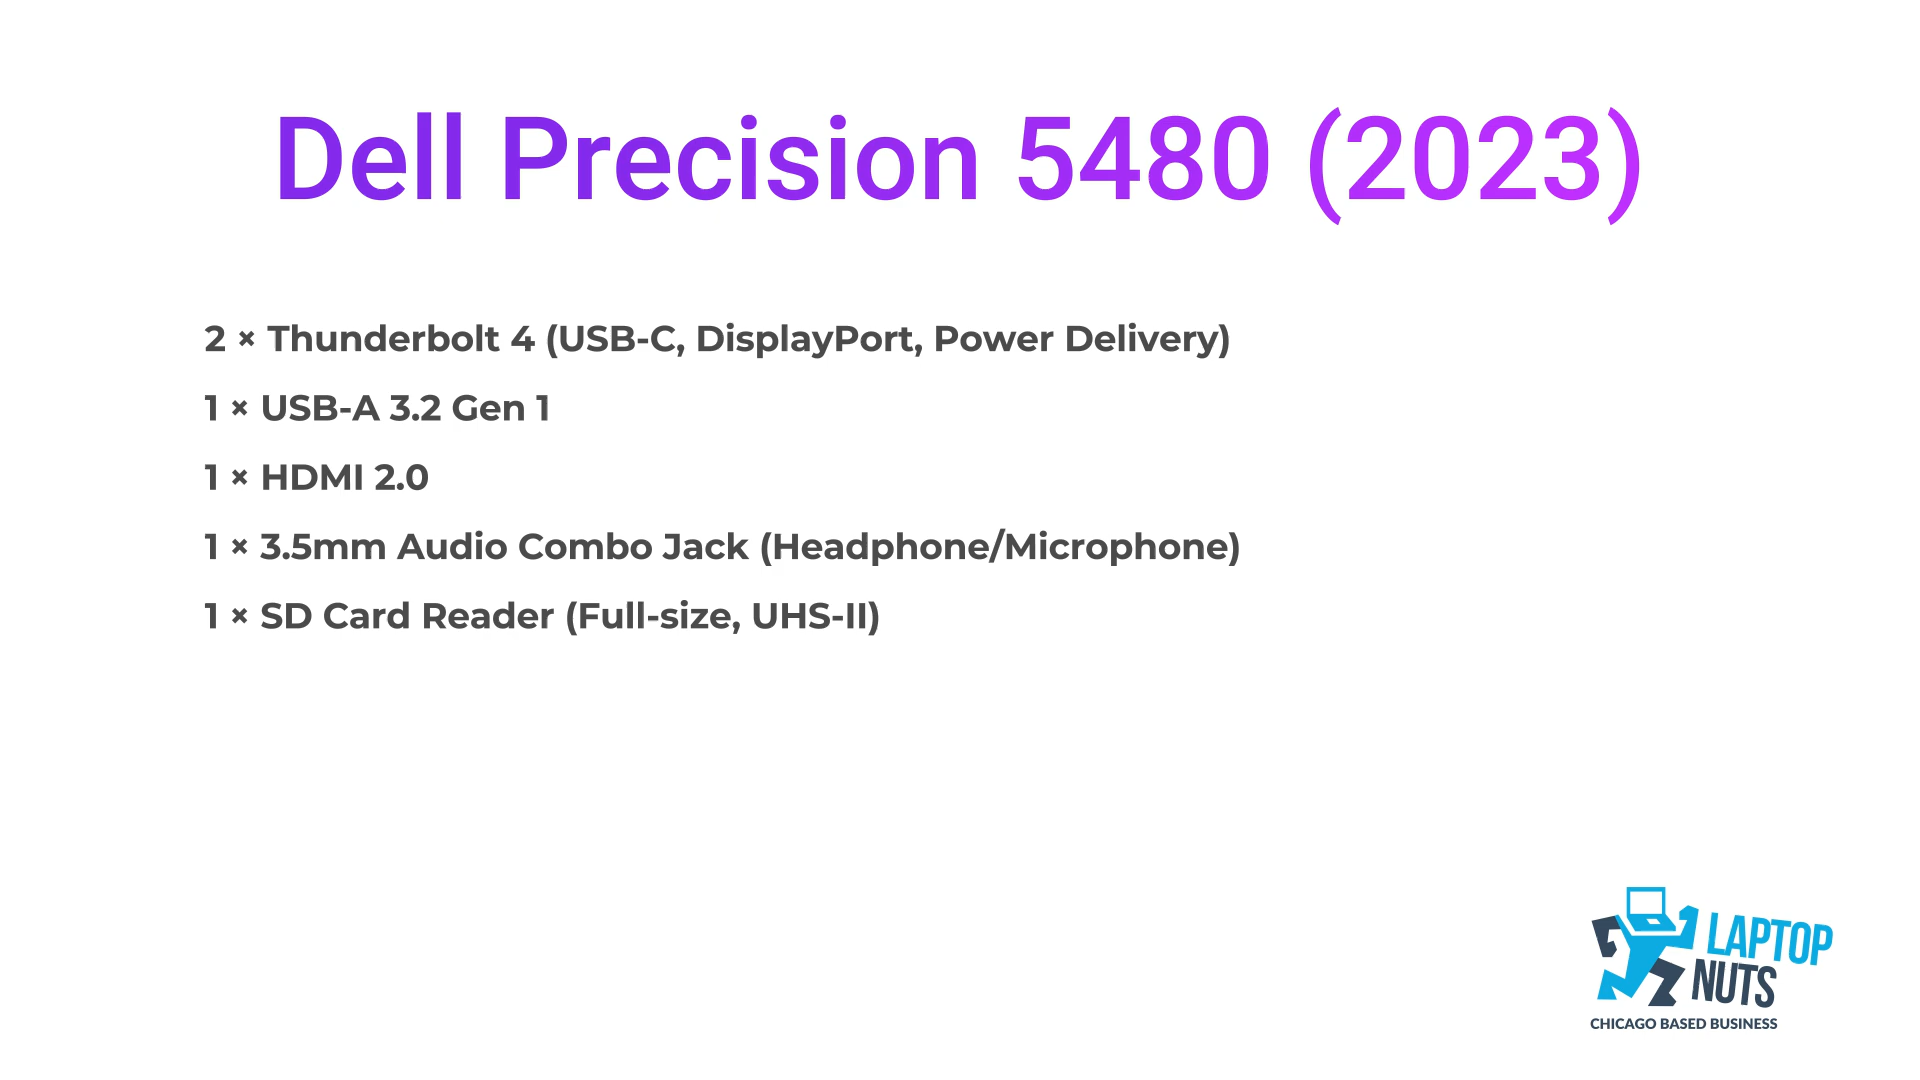 Dell Precision 5480 (2023)
2 × Thunderbolt 4 (USB-C, DisplayPort, Power Delivery)
1 × USB-A 3.2 Gen 1
1 × HDMI 2.0
1 × 3.5mm Audio Combo Jack (Headphone/Microphone)
1 × SD Card Reader (Full-size, UHS-II)
LAPTOP
NUTS
CHICAGO BASED BUSINESS